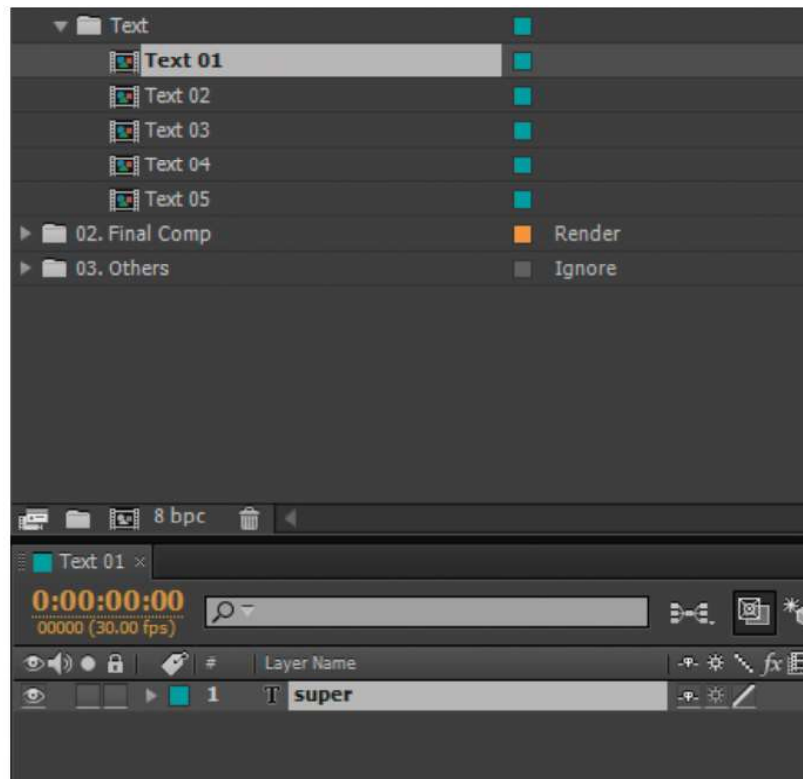 Text
Text 01
Text 02
Text 03
Text 04
Text 05
02. Final Comp Render
03. Others Ignore
8 bpc
Text 01 ×
0:00:00:00
00000 (30.00 fps)
# Layer Name fx
1 T super